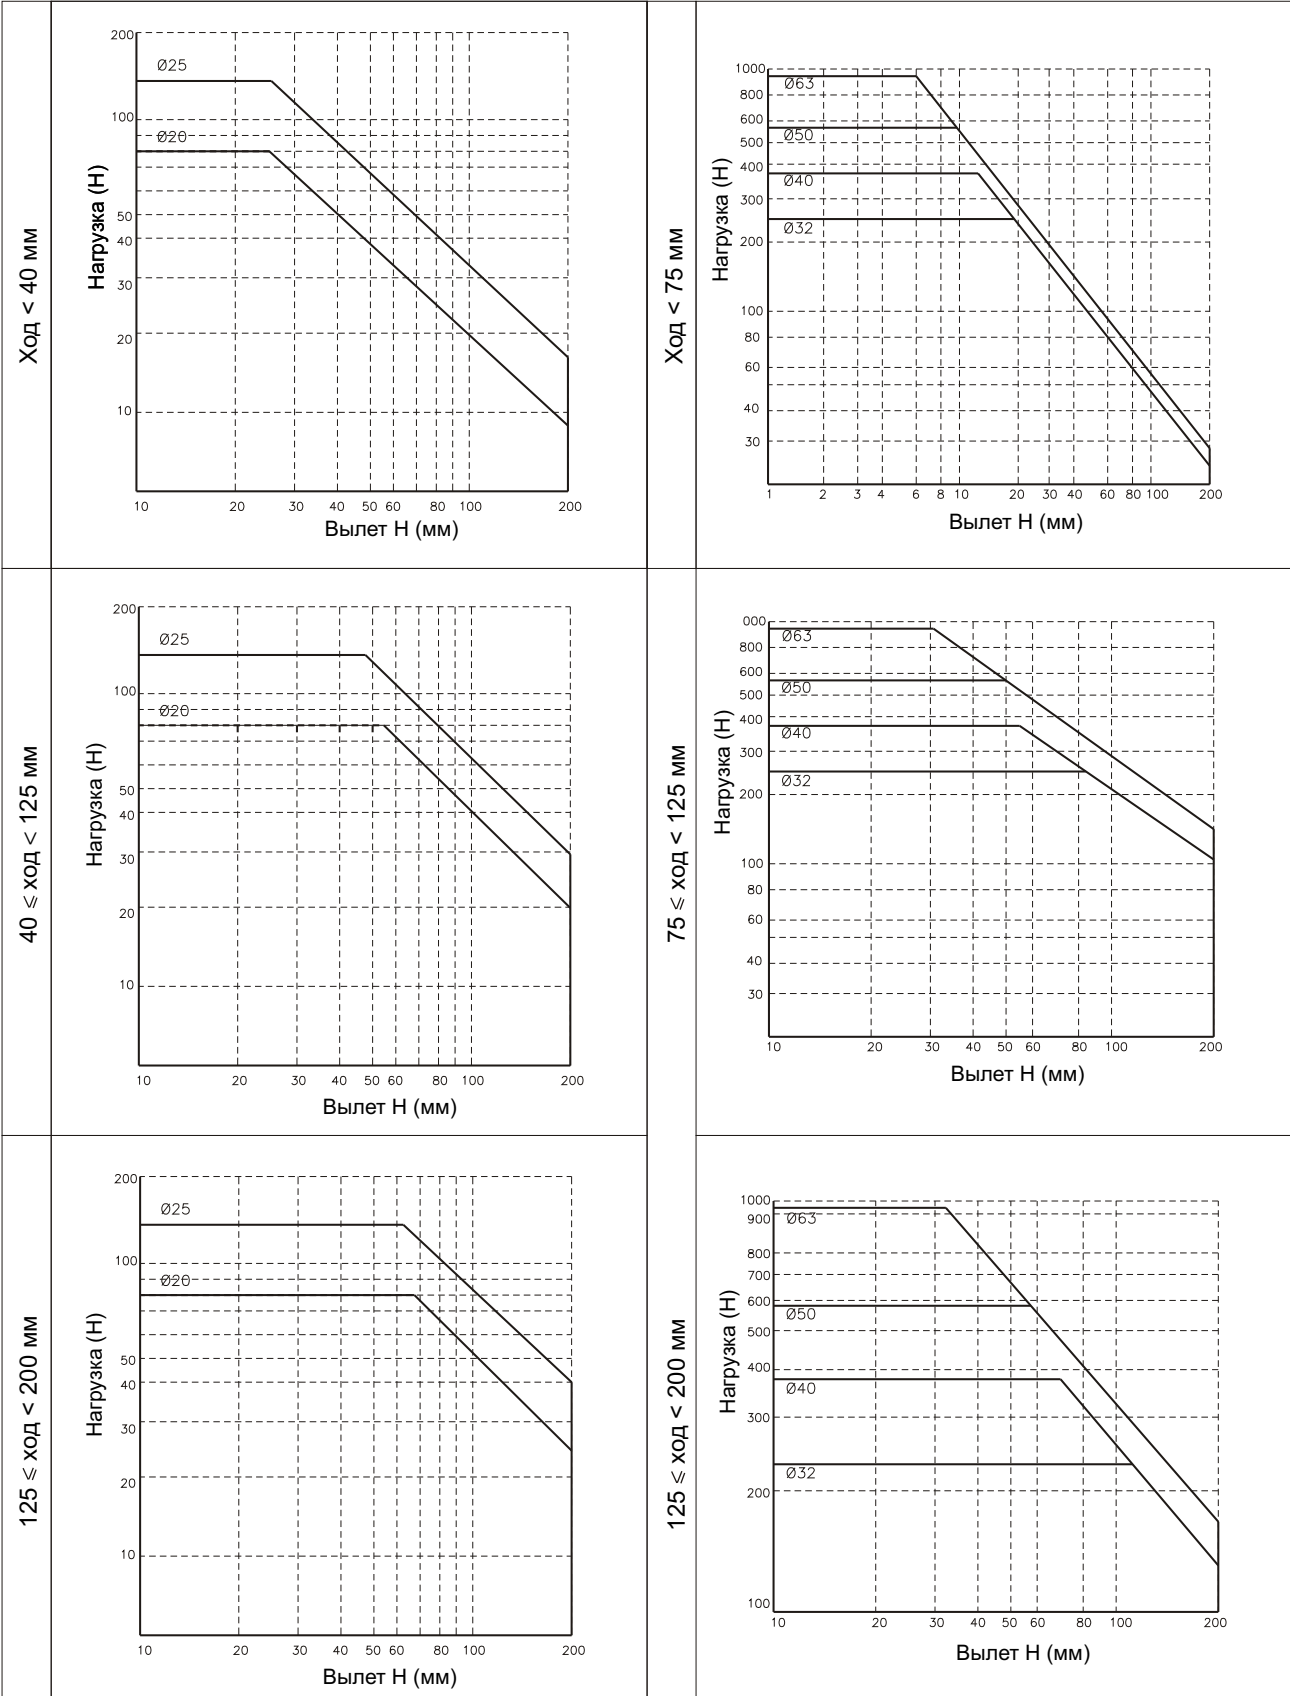 Ход < 40 мм
200
100
50
40
30
20
10
Нагрузка (Н)
Ø25
Ø20
10 20 30 40 50 60 80 100 200
Вылет Н (мм)
Ход < 75 мм
1000
800
600
500
400
300
200
100
80
60
40
30
Нагрузка (Н)
Ø63
Ø50
Ø40
Ø32
1 2 3 4 6 8 10 20 30 40 60 80 100 200
Вылет Н (мм)
40 ⩽ ход < 125 мм
200
100
50
40
30
20
10
Нагрузка (Н)
Ø25
Ø20
10 20 30 40 50 60 80 100 200
Вылет Н (мм)
75 ⩽ ход < 125 мм
000
800
600
500
400
300
200
100
80
60
40
30
Нагрузка (Н)
Ø63
Ø50
Ø40
Ø32
10 20 30 40 50 60 80 100 200
Вылет Н (мм)
125 ⩽ ход < 200 мм
200
100
50
40
30
20
10
Нагрузка (Н)
Ø25
Ø20
10 20 30 40 50 60 80 100 200
Вылет Н (мм)
125 ⩽ ход < 200 мм
1000
900
800
700
600
500
400
300
200
100
Нагрузка (Н)
Ø63
Ø50
Ø40
Ø32
10 20 30 40 50 60 80 100 200
Вылет Н (мм)